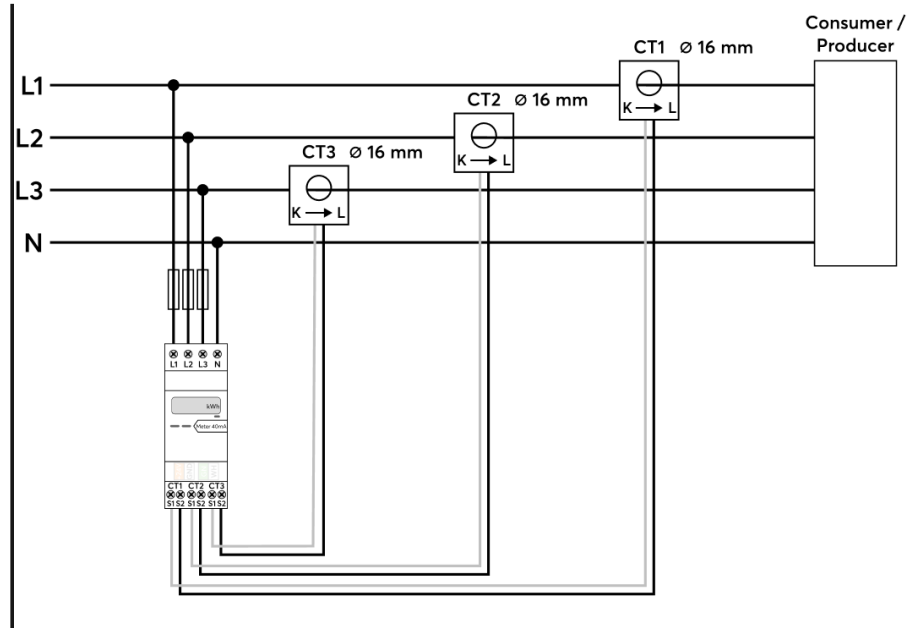 Consumer /
Producer
CT1 Ø 16 mm
L1
K → L
CT2 Ø 16 mm
L2
K → L
CT3 Ø 16 mm
L3
K → L
N
L1 L2 L3 N
kWh
Meter 40mA
CT1 CT2 CT3
S1 S2 S1 S2 S1 S2